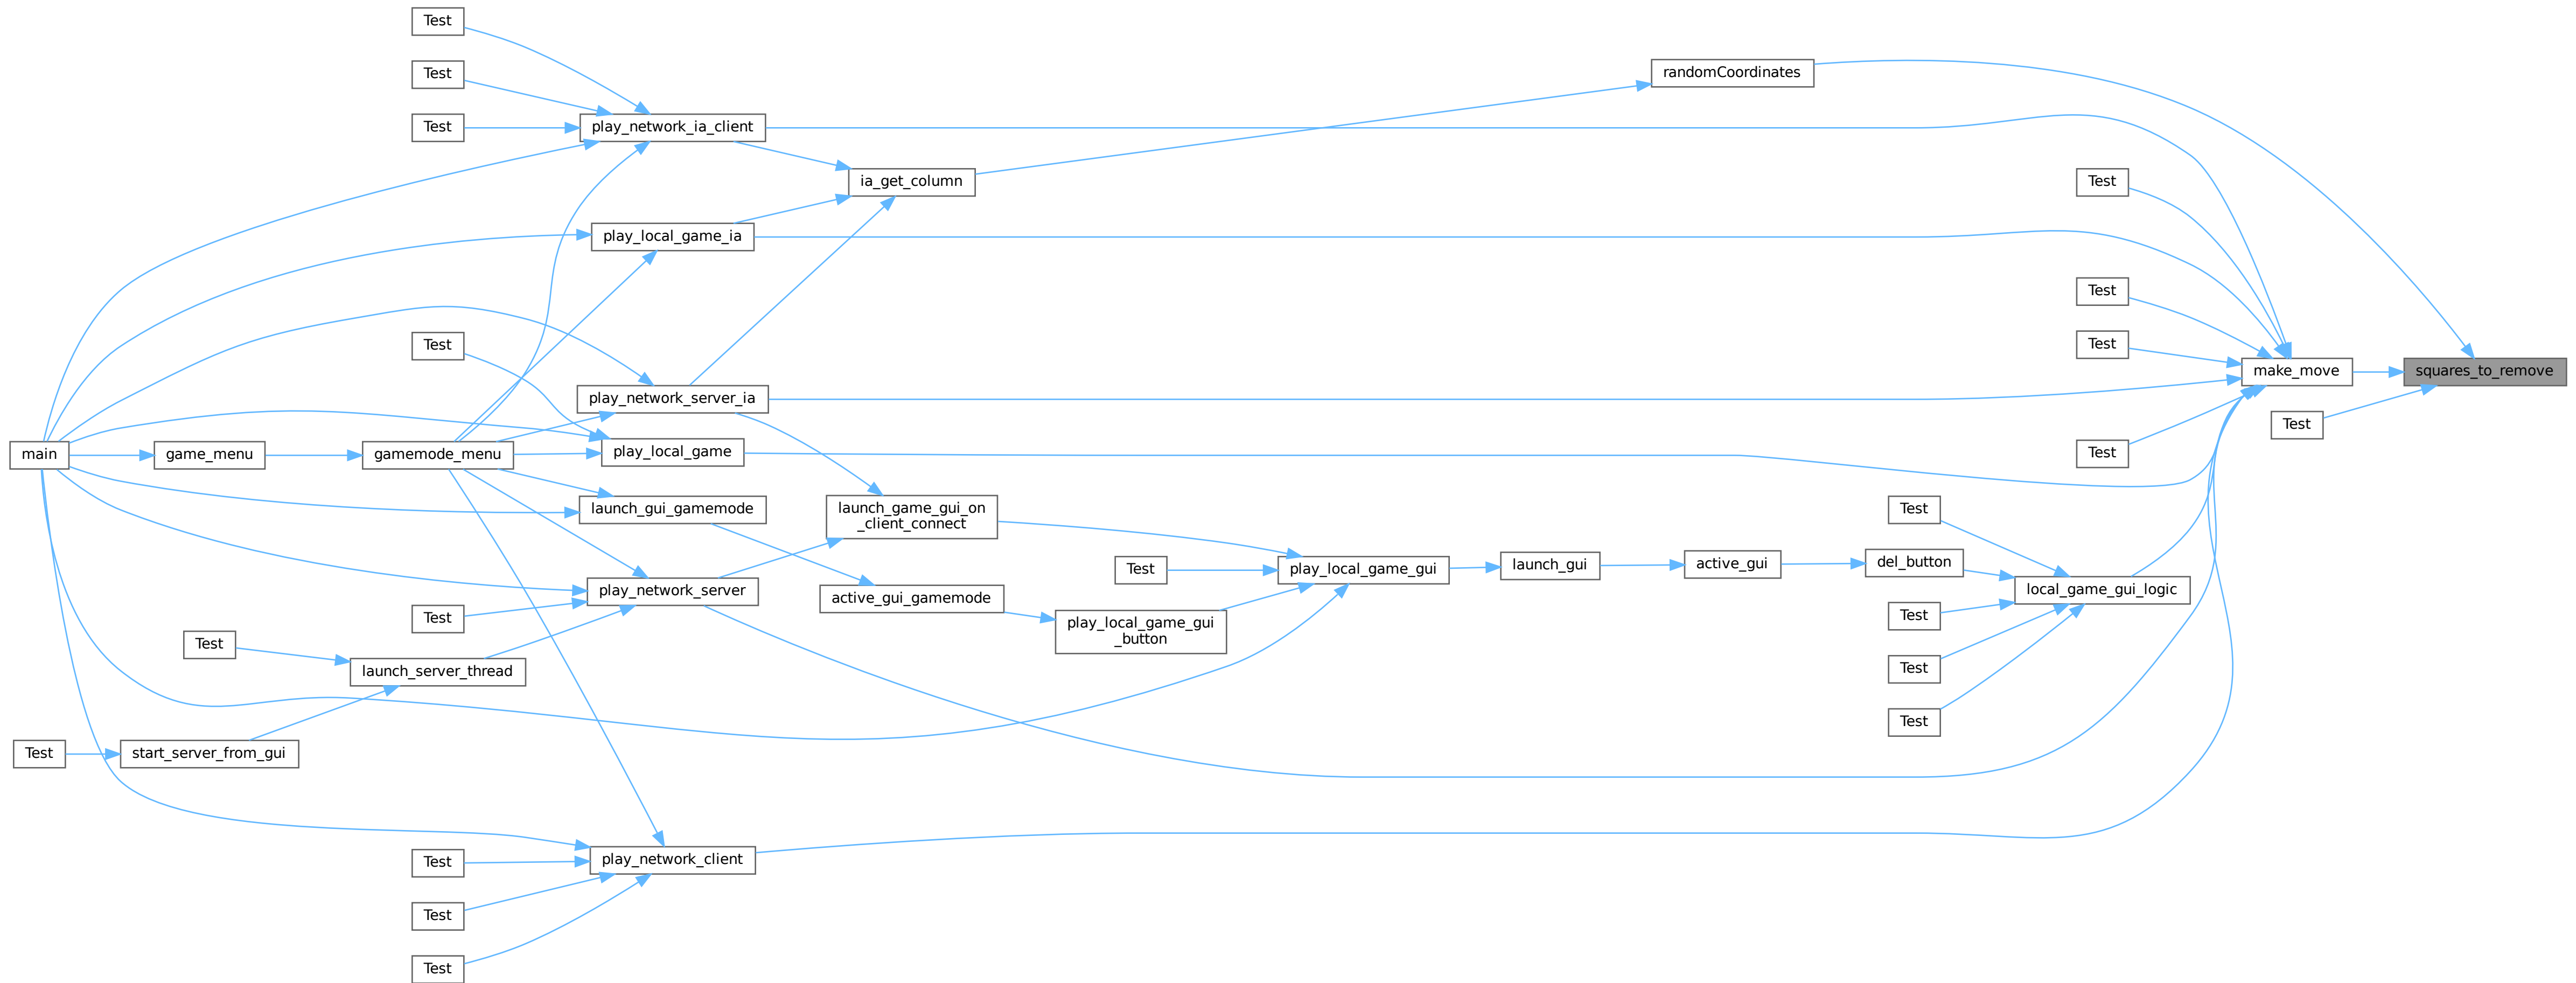 Test
Test
randomCoordinates
Test
play_network_ia_client
ia_get_column
Test
play_local_game_ia
Test
Test
Test
make_move
squares_to_remove
play_network_server_ia
Test
main
game_menu
gamemode_menu
play_local_game
Test
launch_gui_gamemode
launch_game_gui_on
_client_connect
Test
Test
play_local_game_gui
launch_gui
active_gui
del_button
local_game_gui_logic
play_network_server
active_gui_gamemode
Test
Test
play_local_game_gui
_button
Test
launch_server_thread
Test
Test
Test
start_server_from_gui
play_network_client
Test
Test
Test